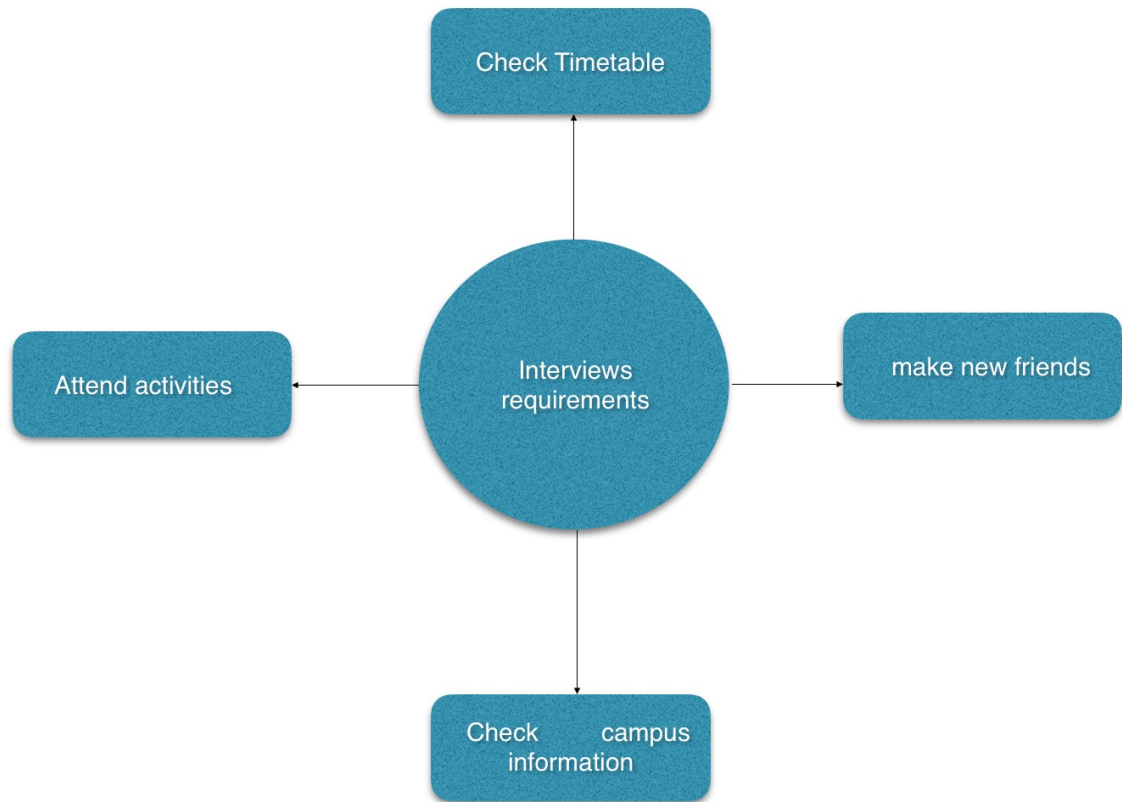 Check Timetable
Attend activities
Interviews
requirements
make new friends
Check campus
information